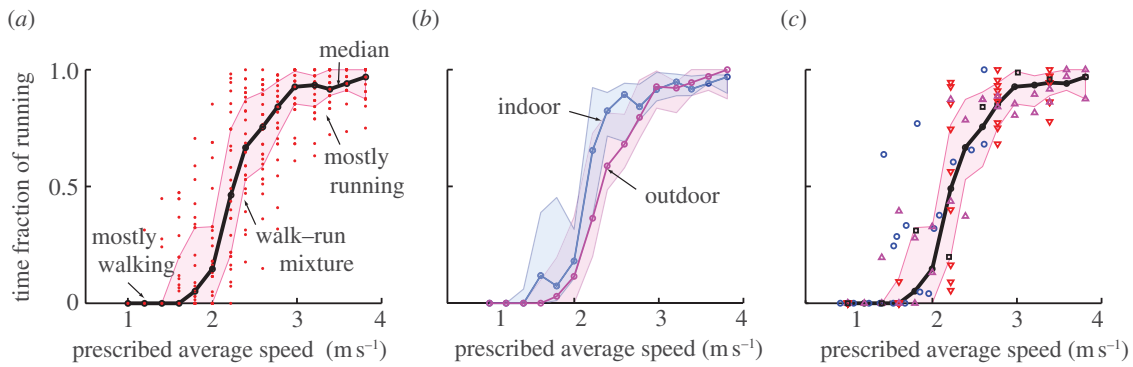 (a)
(b)
(c)
time fraction of running
1.0
0.5
0
median
mostly
running
walk–run
mixture
mostly
walking
1 2 3 4
prescribed average speed (m s⁻¹)
indoor
outdoor
1 2 3 4
prescribed average speed (m s⁻¹)
1 2 3 4
prescribed average speed (m s⁻¹)